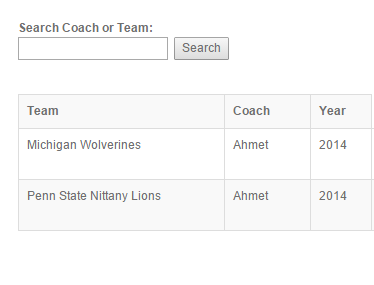 Search Coach or Team:
Search
Team Coach Year
Michigan Wolverines Ahmet 2014
Penn State Nittany Lions Ahmet 2014